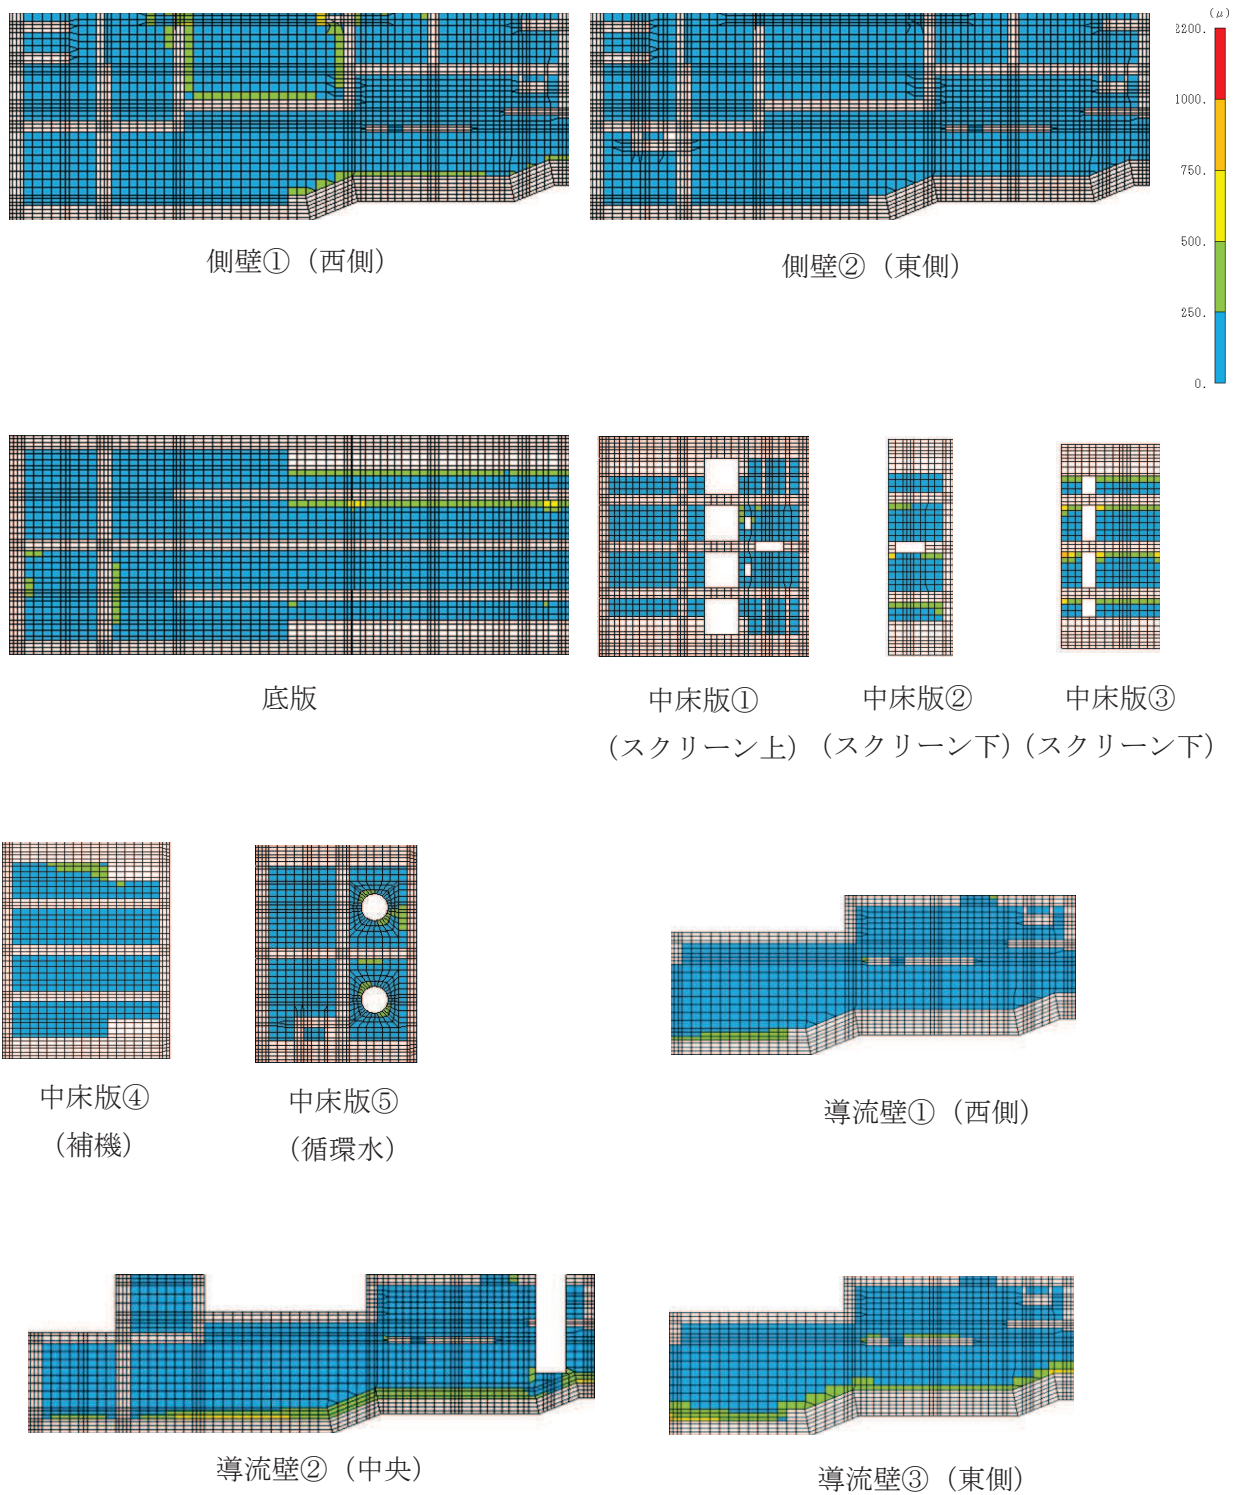 (μ)
2200.
1000.
750.
500.
250.
0.
側壁①（西側）
側壁②（東側）
底版
中床版①
（スクリーン上）
中床版②
（スクリーン下）
中床版③
（スクリーン下）
中床版④
（補機）
中床版⑤
（循環水）
導流壁①（西側）
導流壁②（中央）
導流壁③（東側）